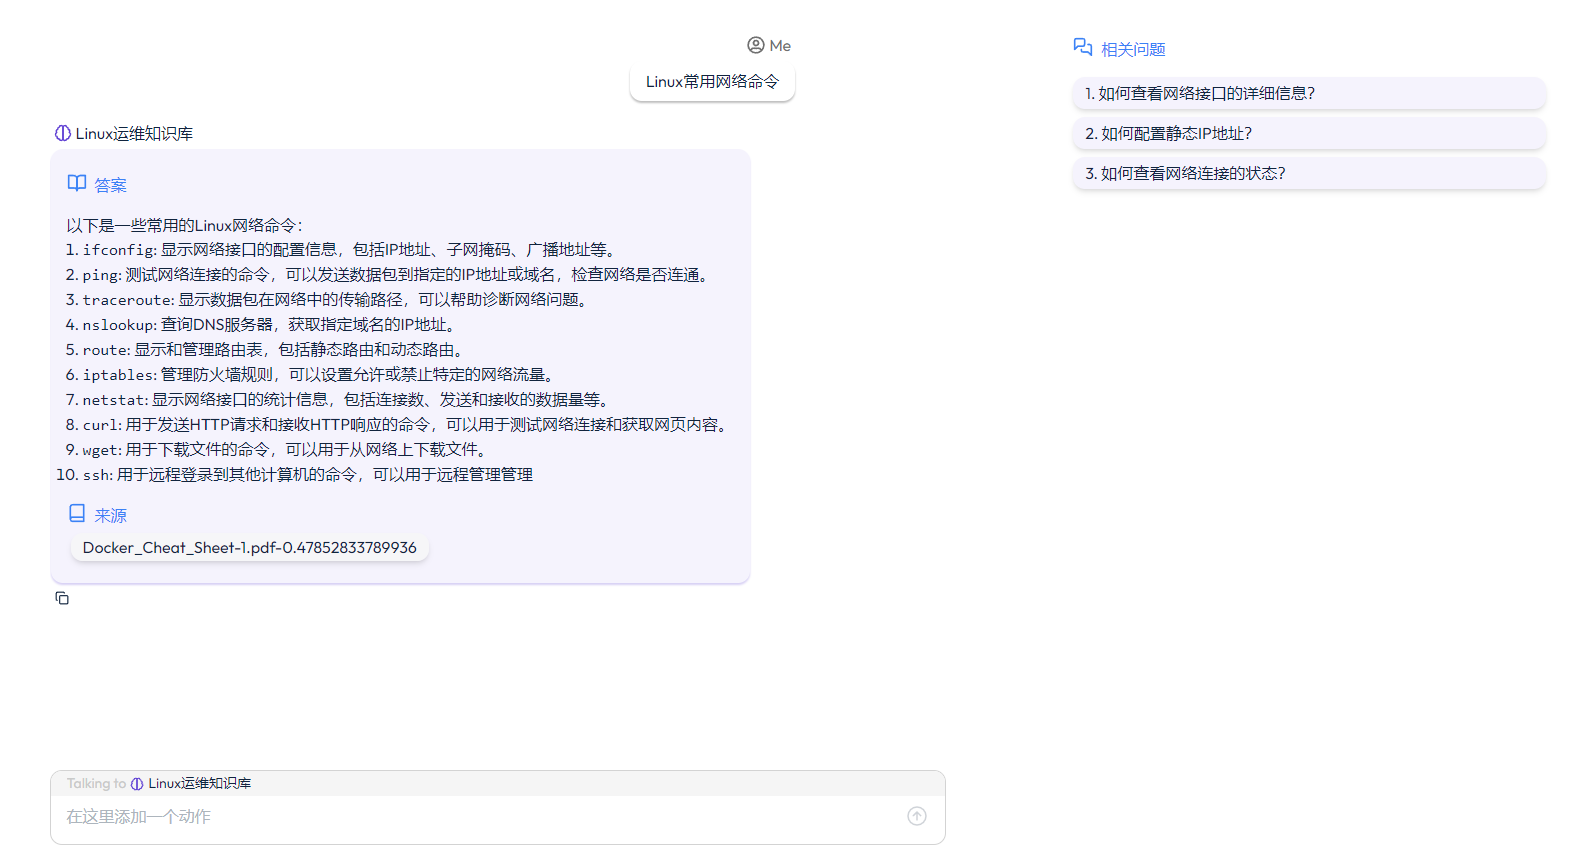 Me
Linux常用网络命令
Linux运维知识库
答案
以下是一些常用的Linux网络命令：
1. ifconfig: 显示网络接口的配置信息，包括IP地址、子网掩码、广播地址等。
2. ping: 测试网络连接的命令，可以发送数据包到指定的IP地址或域名，检查网络是否连通。
3. traceroute: 显示数据包在网络中的传输路径，可以帮助诊断网络问题。
4. nslookup: 查询DNS服务器，获取指定域名的IP地址。
5. route: 显示和管理路由表，包括静态路由和动态路由。
6. iptables: 管理防火墙规则，可以设置允许或禁止特定的网络流量。
7. netstat: 显示网络接口的统计信息，包括连接数、发送和接收的数据量等。
8. curl: 用于发送HTTP请求和接收HTTP响应的命令，可以用于测试网络连接和获取网页内容。
9. wget: 用于下载文件的命令，可以用于从网络上下载文件。
10. ssh: 用于远程登录到其他计算机的命令，可以用于远程管理管理
来源
Docker_Cheat_Sheet-1.pdf-0.47852833789936
Talking to Linux运维知识库
在这里添加一个动作
相关问题
1. 如何查看网络接口的详细信息？
2. 如何配置静态IP地址？
3. 如何查看网络连接的状态？